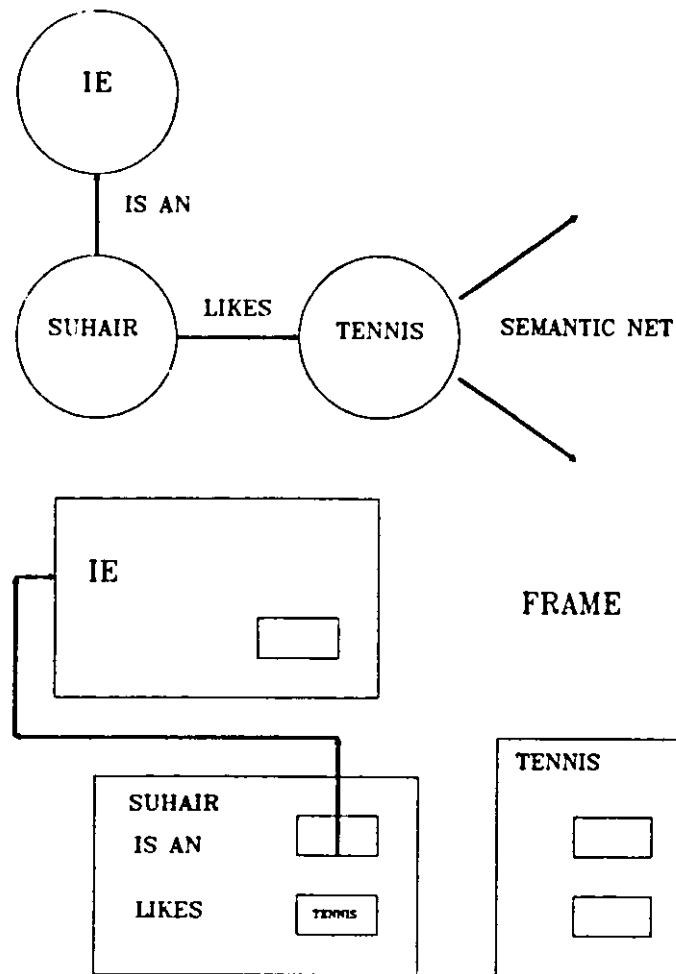 IE
IS AN
SUHAIR
LIKES
TENNIS
SEMANTIC NET
IE
FRAME
SUHAIR
IS AN
LIKES
TENNIS
TENNIS